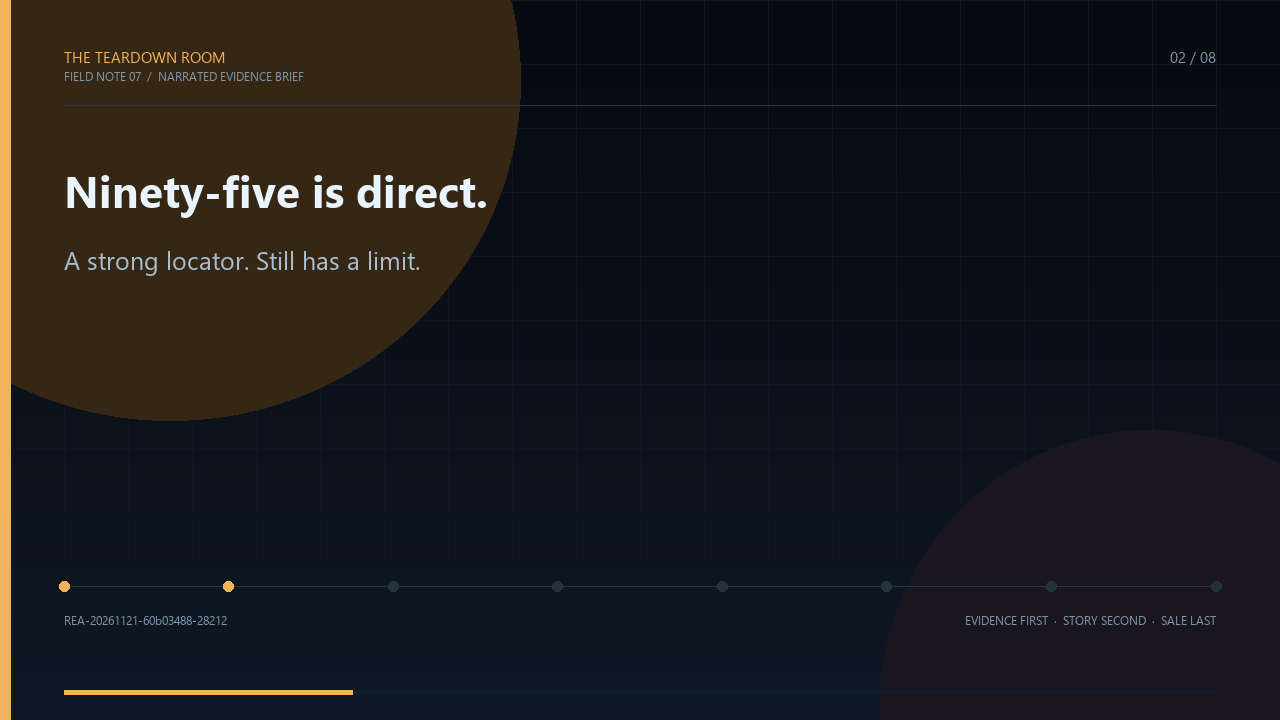 THE TEARDOWN ROOM
FIELD NOTE 07 / NARRATED EVIDENCE BRIEF
02 / 08
Ninety-five is direct.
A strong locator. Still has a limit.
REA-20261121-60b03488-28212
EVIDENCE FIRST · STORY SECOND · SALE LAST